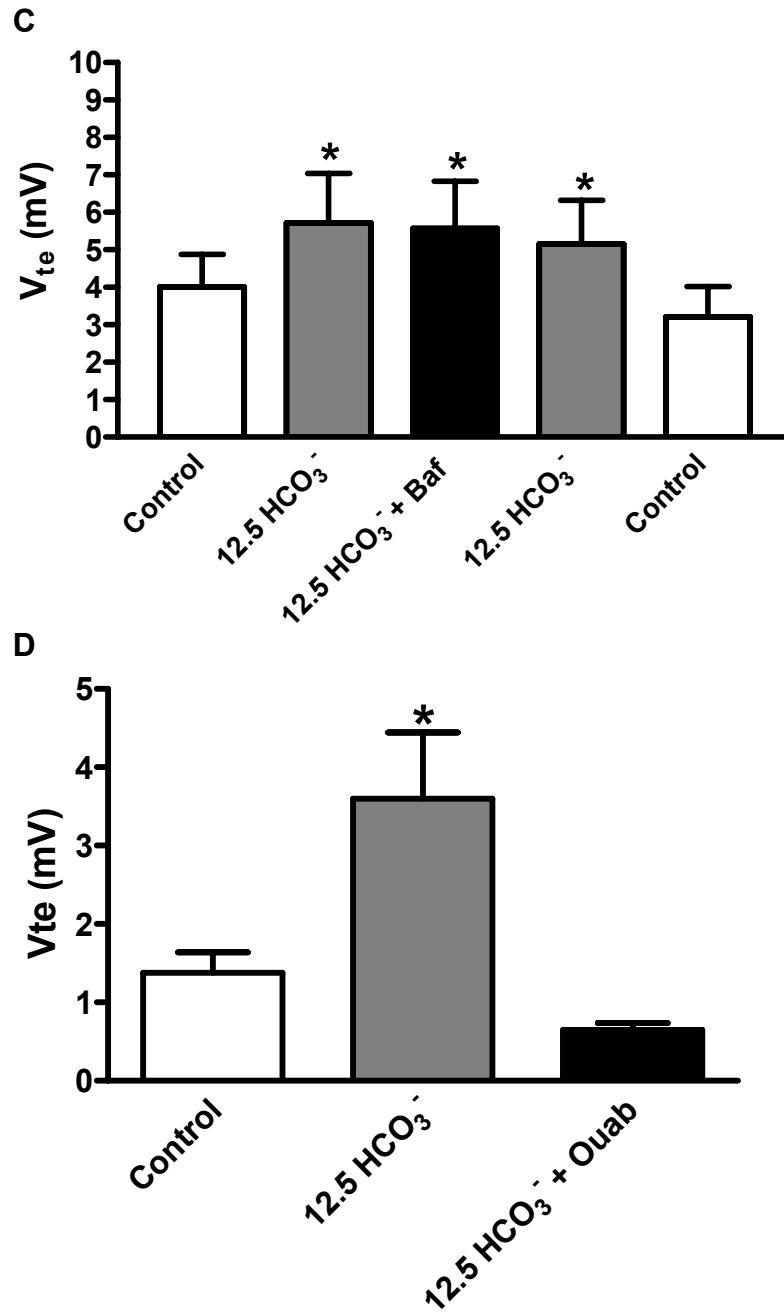 C
10
9
8
7
6
5
4
3
2
1
0
Vte (mV)
* * *
Control
12.5 HCO3-
12.5 HCO3- + Baf
12.5 HCO3-
Control
D
5
4
3
2
1
0
Vte (mV)
*
Control
12.5 HCO3-
12.5 HCO3- + Ouab